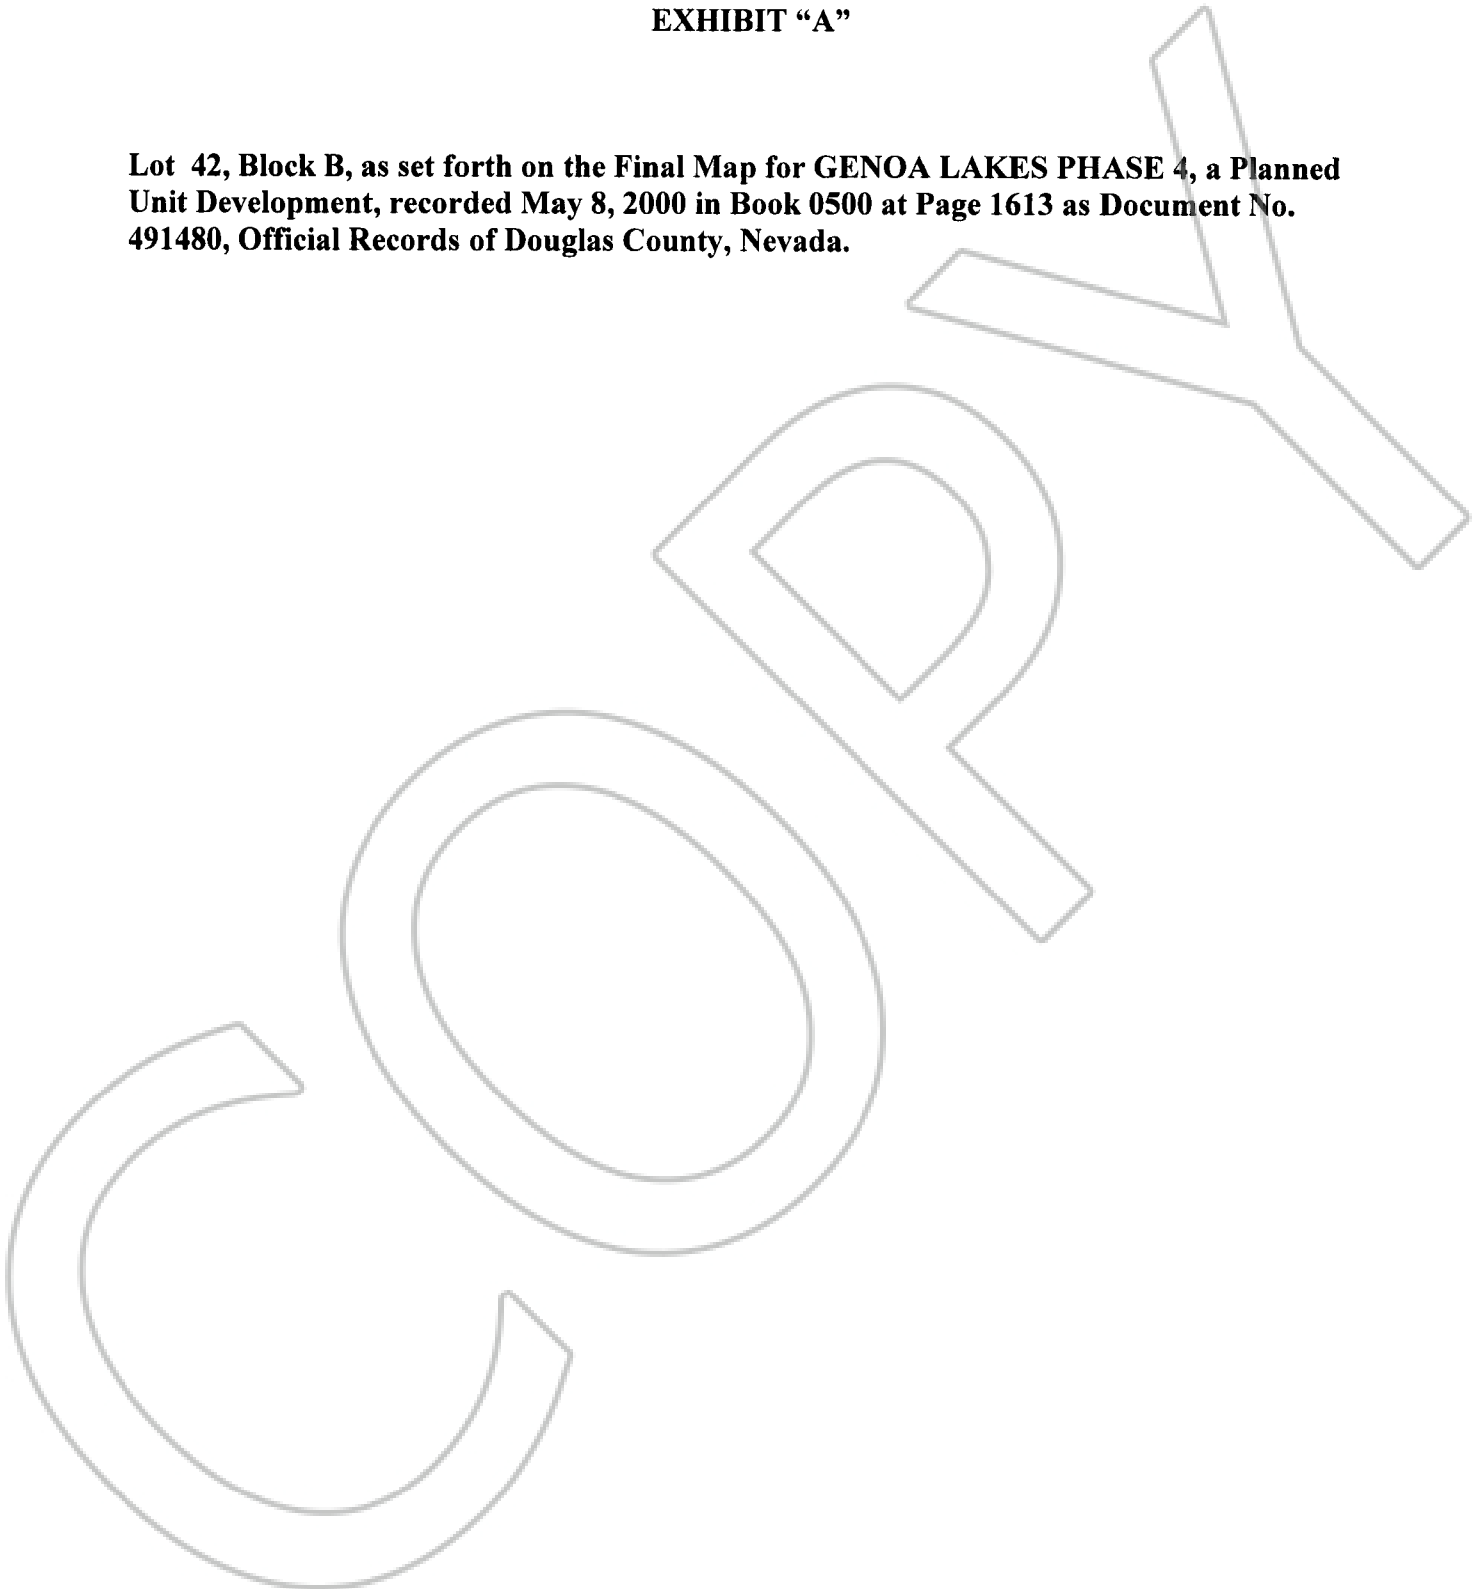 EXHIBIT “A”
Lot 42, Block B, as set forth on the Final Map for GENOA LAKES PHASE 4, a Planned
Unit Development, recorded May 8, 2000 in Book 0500 at Page 1613 as Document No.
491480, Official Records of Douglas County, Nevada.
COPY